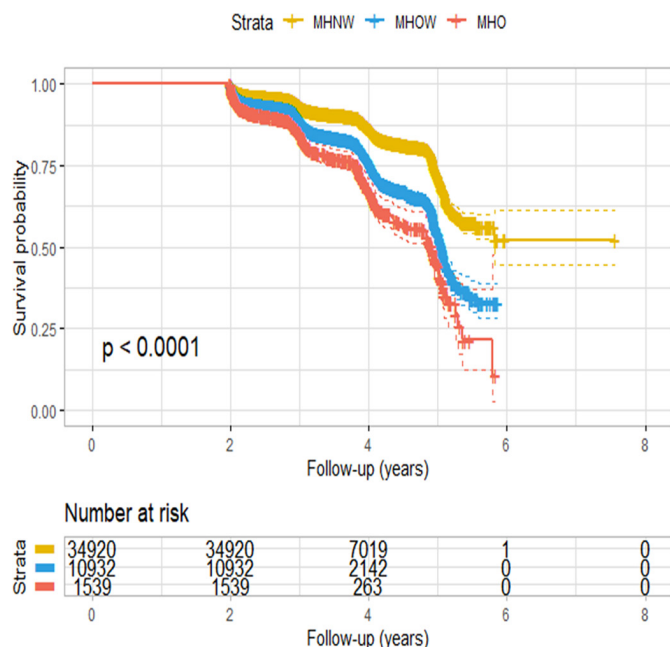 Strata MHNW MHOW MHO
1.00
0.75
0.50
0.25
0.00
Survival probability
p < 0.0001
0 2 4 6 8
Follow-up (years)
Number at risk
Strata
34920 34920 7019 1 0
10932 10932 2142 0 0
1539 1539 263 0 0
0 2 4 6 8
Follow-up (years)